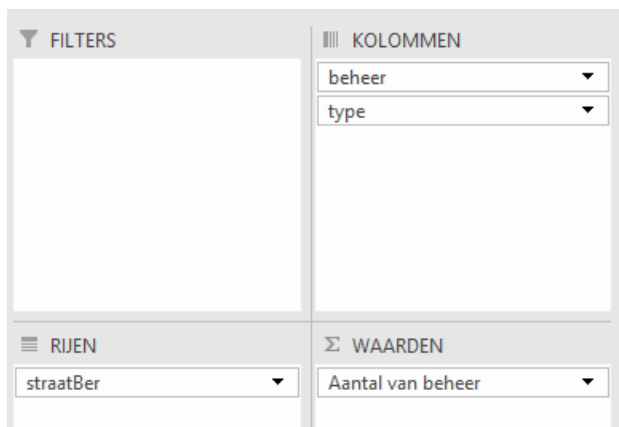 FILTERS
KOLOMMEN
beheer
type
RIJEN
WAARDEN
straatBer
Aantal van beheer